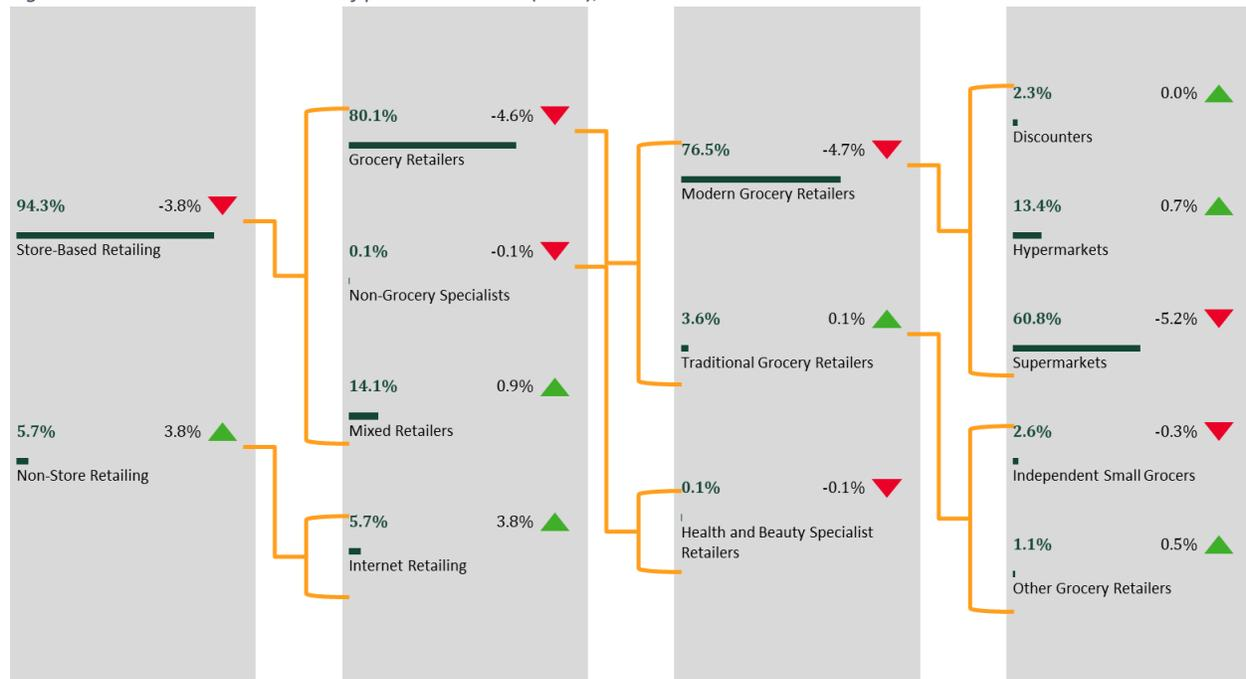 94.3% -3.8%
Store-Based Retailing
5.7% 3.8%
Non-Store Retailing
80.1% -4.6%
Grocery Retailers
0.1% -0.1%
Non-Grocery Specialists
14.1% 0.9%
Mixed Retailers
5.7% 3.8%
Internet Retailing
76.5% -4.7%
Modern Grocery Retailers
3.6% 0.1%
Traditional Grocery Retailers
0.1% -0.1%
Health and Beauty Specialist
Retailers
2.3% 0.0%
Discounters
13.4% 0.7%
Hypermarkets
60.8% -5.2%
Supermarkets
2.6% -0.3%
Independent Small Grocers
1.1% 0.5%
Other Grocery Retailers